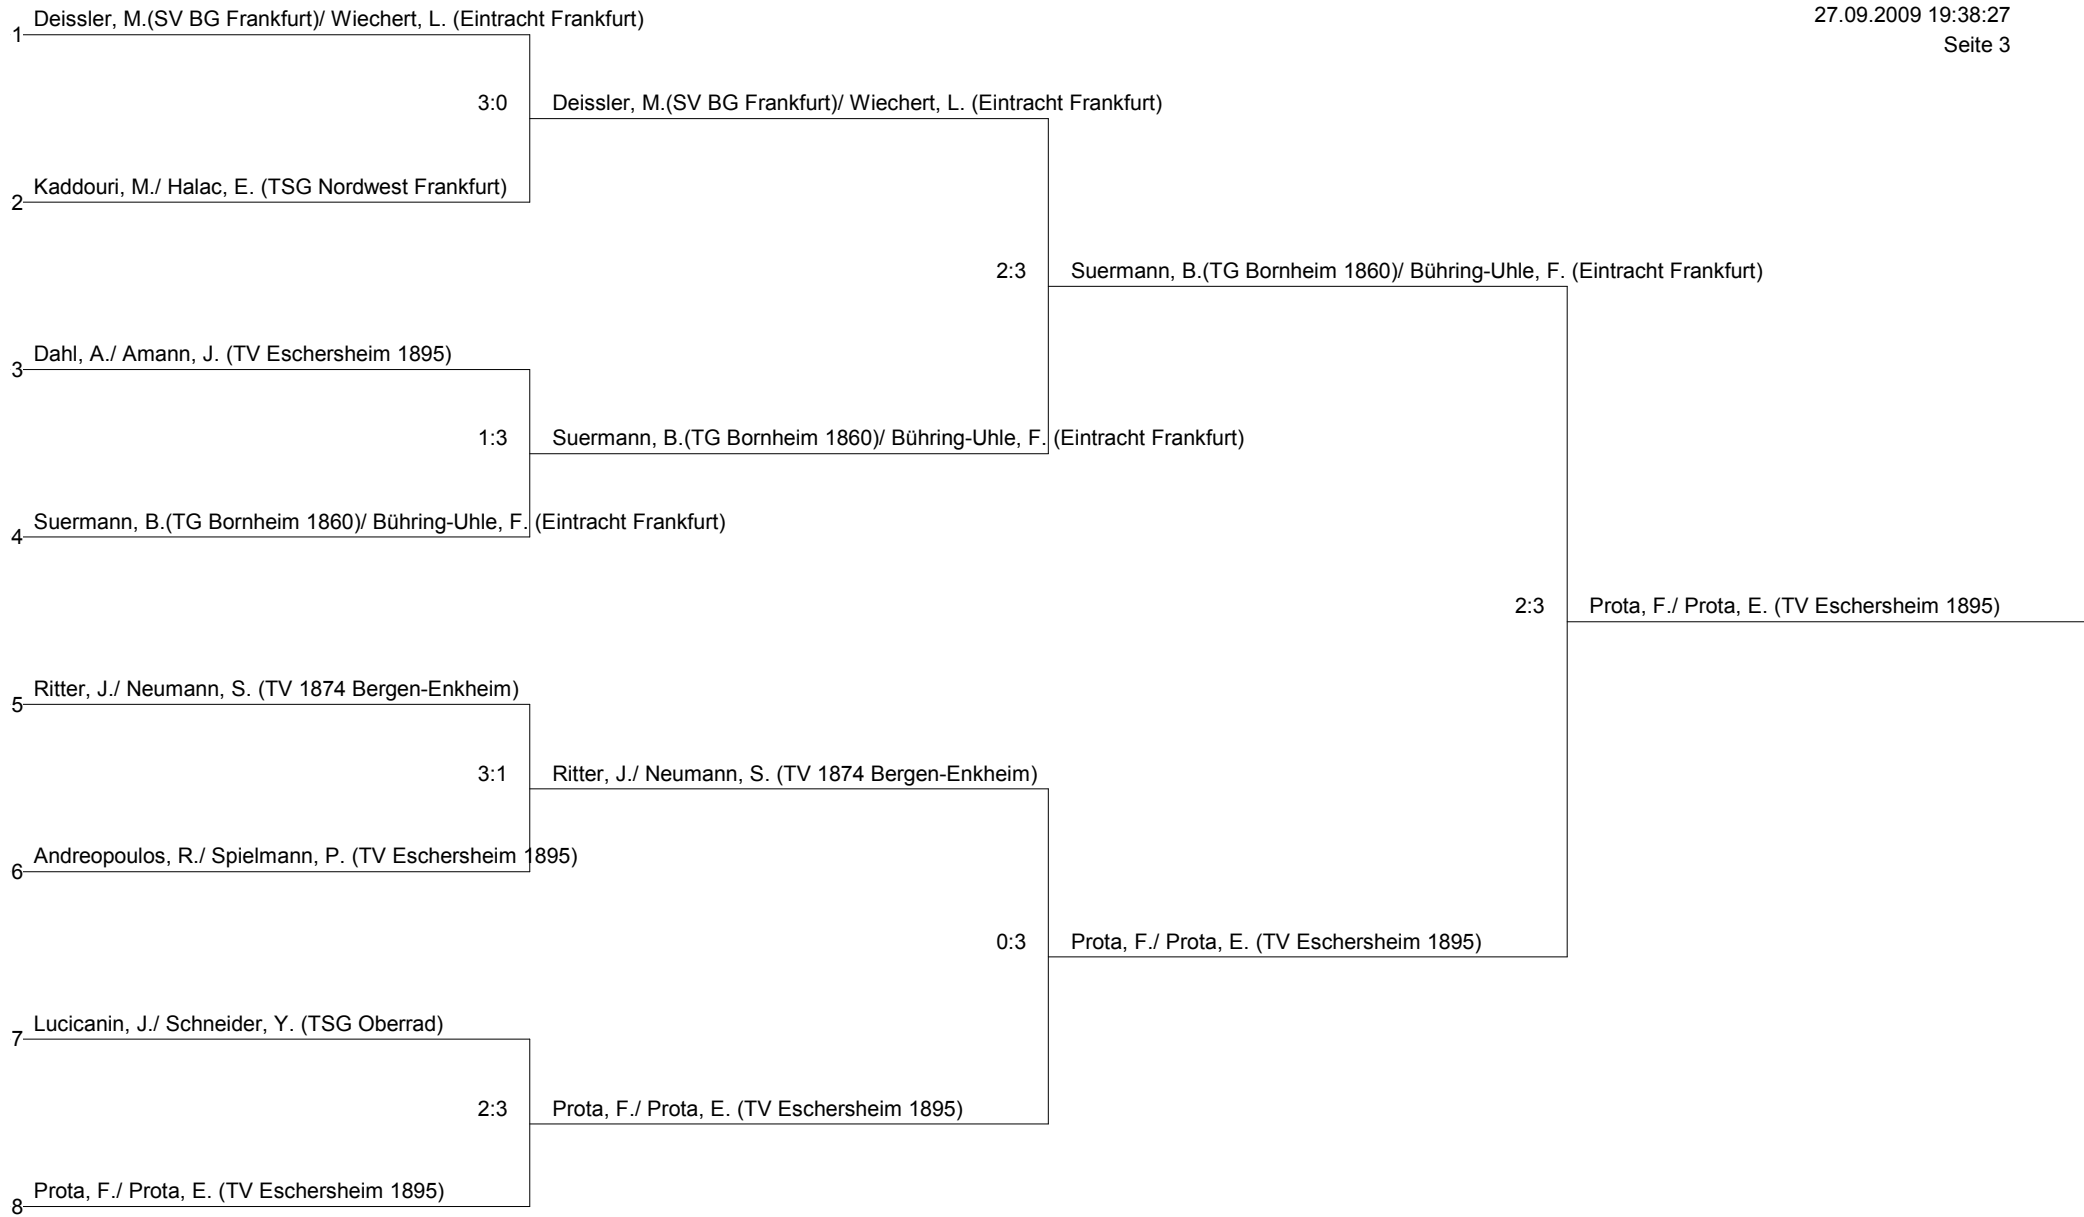 27.09.2009 19:38:27
Seite 3
1 Deissler, M.(SV BG Frankfurt)/ Wiechert, L. (Eintracht Frankfurt)
3:0 Deissler, M.(SV BG Frankfurt)/ Wiechert, L. (Eintracht Frankfurt)
2 Kaddouri, M./ Halac, E. (TSG Nordwest Frankfurt)
2:3 Suermann, B.(TG Bornheim 1860)/ Bühring-Uhle, F. (Eintracht Frankfurt)
3 Dahl, A./ Amann, J. (TV Eschersheim 1895)
1:3 Suermann, B.(TG Bornheim 1860)/ Bühring-Uhle, F. (Eintracht Frankfurt)
4 Suermann, B.(TG Bornheim 1860)/ Bühring-Uhle, F. (Eintracht Frankfurt)
2:3 Prota, F./ Prota, E. (TV Eschersheim 1895)
5 Ritter, J./ Neumann, S. (TV 1874 Bergen-Enkheim)
3:1 Ritter, J./ Neumann, S. (TV 1874 Bergen-Enkheim)
6 Andreopoulos, R./ Spielmann, P. (TV Eschersheim 1895)
0:3 Prota, F./ Prota, E. (TV Eschersheim 1895)
7 Lucicanin, J./ Schneider, Y. (TSG Oberrad)
2:3 Prota, F./ Prota, E. (TV Eschersheim 1895)
8 Prota, F./ Prota, E. (TV Eschersheim 1895)